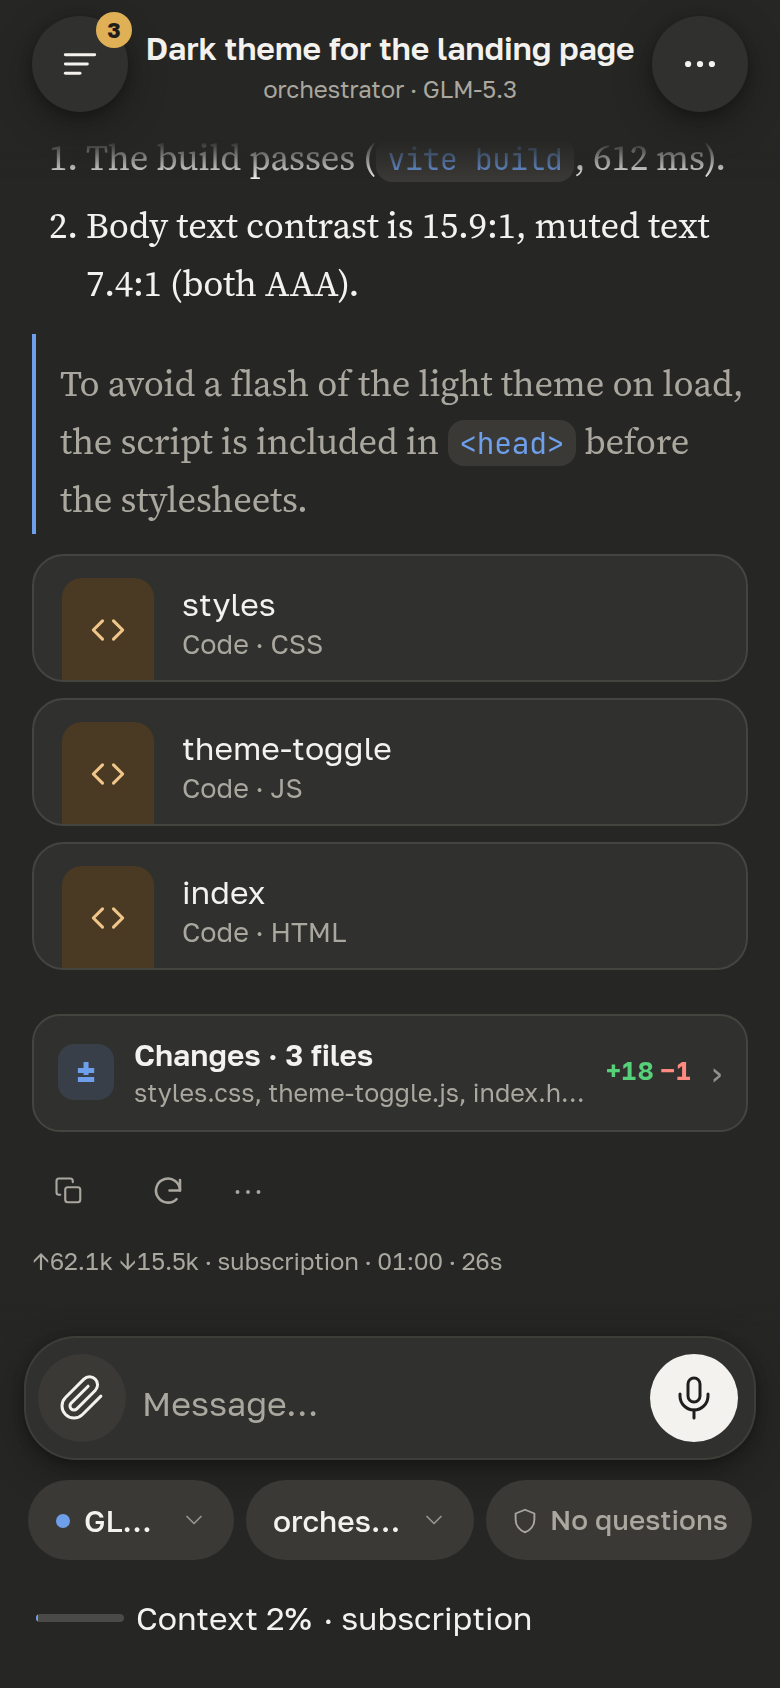 3
Dark theme for the landing page
orchestrator · GLM-5.3
1. The build passes ( vite build , 612 ms).
2. Body text contrast is 15.9:1, muted text
7.4:1 (both AAA).
To avoid a flash of the light theme on load,
the script is included in <head> before
the stylesheets.
styles
Code · CSS
theme-toggle
Code · JS
index
Code · HTML
Changes · 3 files
styles.css, theme-toggle.js, index.h...
+18 −1
↑62.1k ↓15.5k · subscription · 01:00 · 26s
Message...
GL...
orches...
No questions
Context 2% · subscription